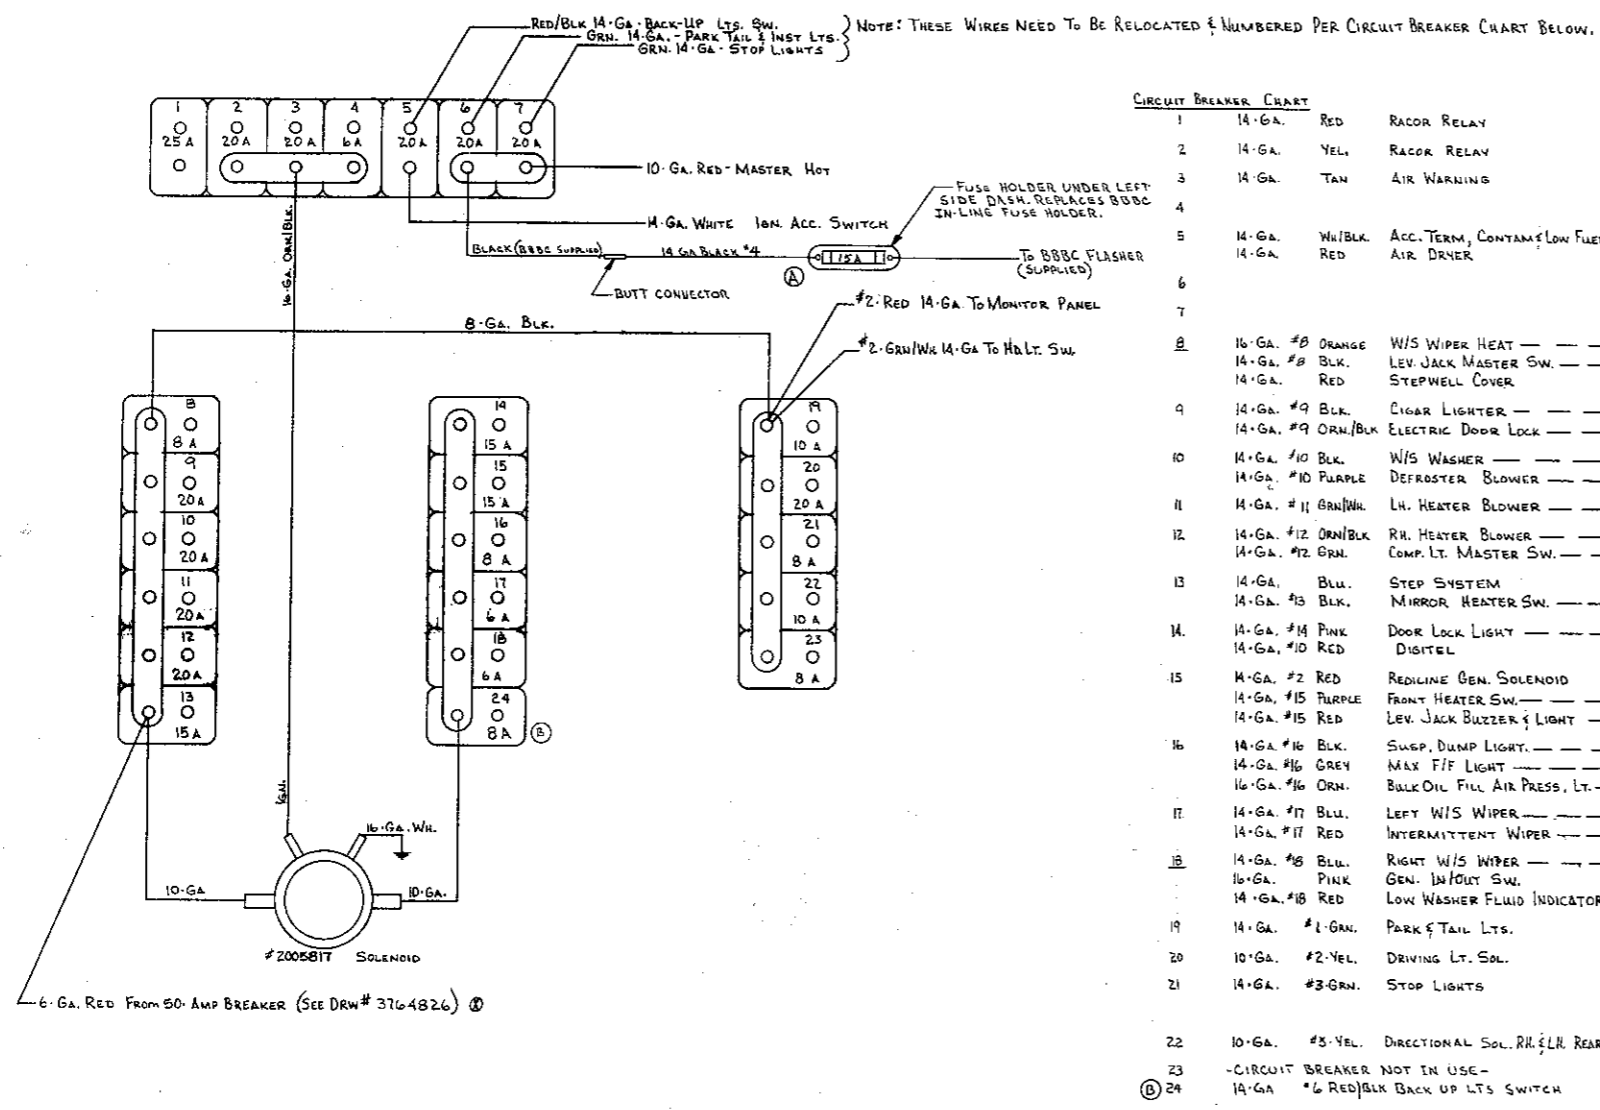 RED/BLK 14-GA-BACK-UP LTS. SW.
GRN. 14-GA. - PARK TAIL & INST LTS.
GRN. 14-GA - STOP LIGHTS
NOTE: THESE WIRES NEED TO BE RELOCATED & NUMBERED PER CIRCUIT BREAKER CHART BELOW.
1 2 3 4 5 6 7
25A 20A 20A 6A 20A 20A 20A
10-GA. RED-MASTER HOT
14-GA. WHITE IGN. ACC. SWITCH
FUSE HOLDER UNDER LEFT
SIDE DASH. REPLACES BBBC
IN-LINE FUSE HOLDER.
BLACK (BBBC SUPPLIED)
14 GA BLACK #4
15A
A
TO BBBC FLASHER
(SUPPLIED)
BUTT CONNECTOR
16-GA. ORN/BLK.
8-GA. BLK.
#2-RED 14-GA. TO MONITOR PANEL
#2-GRN/WH 14-GA TO HD LT. SW.
8
8 A
9
20 A
10
20 A
11
20 A
12
20 A
13
15 A
14
15 A
15
15 A
16
8 A
17
6 A
18
6 A
24
8 A
B
19
10 A
20
20 A
21
8 A
22
10 A
23
8 A
IGN.
16-GA. WH.
10-GA
10-GA.
#2005817 SOLENOID
6-GA. RED FROM 50-AMP BREAKER (SEE DRW# 3764826)
CIRCUIT BREAKER CHART
1 14-GA. RED RACOR RELAY
2 14-GA. YEL. RACOR RELAY
3 14-GA. TAN AIR WARNING
4
5 14-GA. WH/BLK. ACC. TERM, CONTAM & LOW FUEL
14-GA. RED AIR DRYER
6
7
8 16-GA. #8 ORANGE W/S WIPER HEAT
14-GA. #8 BLK. LEV. JACK MASTER SW.
14-GA. RED STEPWELL COVER
9 14-GA. #9 BLK. CIGAR LIGHTER
14-GA. #9 ORN./BLK ELECTRIC DOOR LOCK
10 14-GA. #10 BLK. W/S WASHER
14-GA. #10 PURPLE DEFROSTER BLOWER
11 14-GA. #11 GRN/WH. LH. HEATER BLOWER
12 14-GA. #12 ORN/BLK RH. HEATER BLOWER
14-GA. #12 GRN. COMP. LT. MASTER SW.
13 14-GA. BLU. STEP SYSTEM
14-GA. #13 BLK. MIRROR HEATER SW.
14. 14-GA. #14 PINK DOOR LOCK LIGHT
14-GA. #10 RED DIGITEL
15 14-GA. #2 RED REDILINE GEN. SOLENOID
14-GA. #15 PURPLE FRONT HEATER SW.
14-GA. #15 RED LEV. JACK BUZZER & LIGHT
16 14-GA #16 BLK. SUSP. DUMP LIGHT.
14-GA. #16 GREY MAX F/F LIGHT
16-GA. #16 ORN. BULK OIL FILL AIR PRESS. LT.
17 14-GA. #17 BLU. LEFT W/S WIPER
14-GA. #17 RED INTERMITTENT WIPER
18 14-GA. #18 BLU. RIGHT W/S WIPER
16-GA. PINK GEN. IN/OUT SW.
14-GA. #18 RED LOW WASHER FLUID INDICATOR
19 14-GA. #1-GRN. PARK & TAIL LTS.
20 10-GA. #2-YEL. DRIVING LT. SOL.
21 14-GA. #3-GRN. STOP LIGHTS
22 10-GA. #3-YEL. DIRECTIONAL SOL. RH. & LH. REAR
23 -CIRCUIT BREAKER NOT IN USE-
B 24 14-GA #6 RED/BLK BACK UP LTS SWITCH